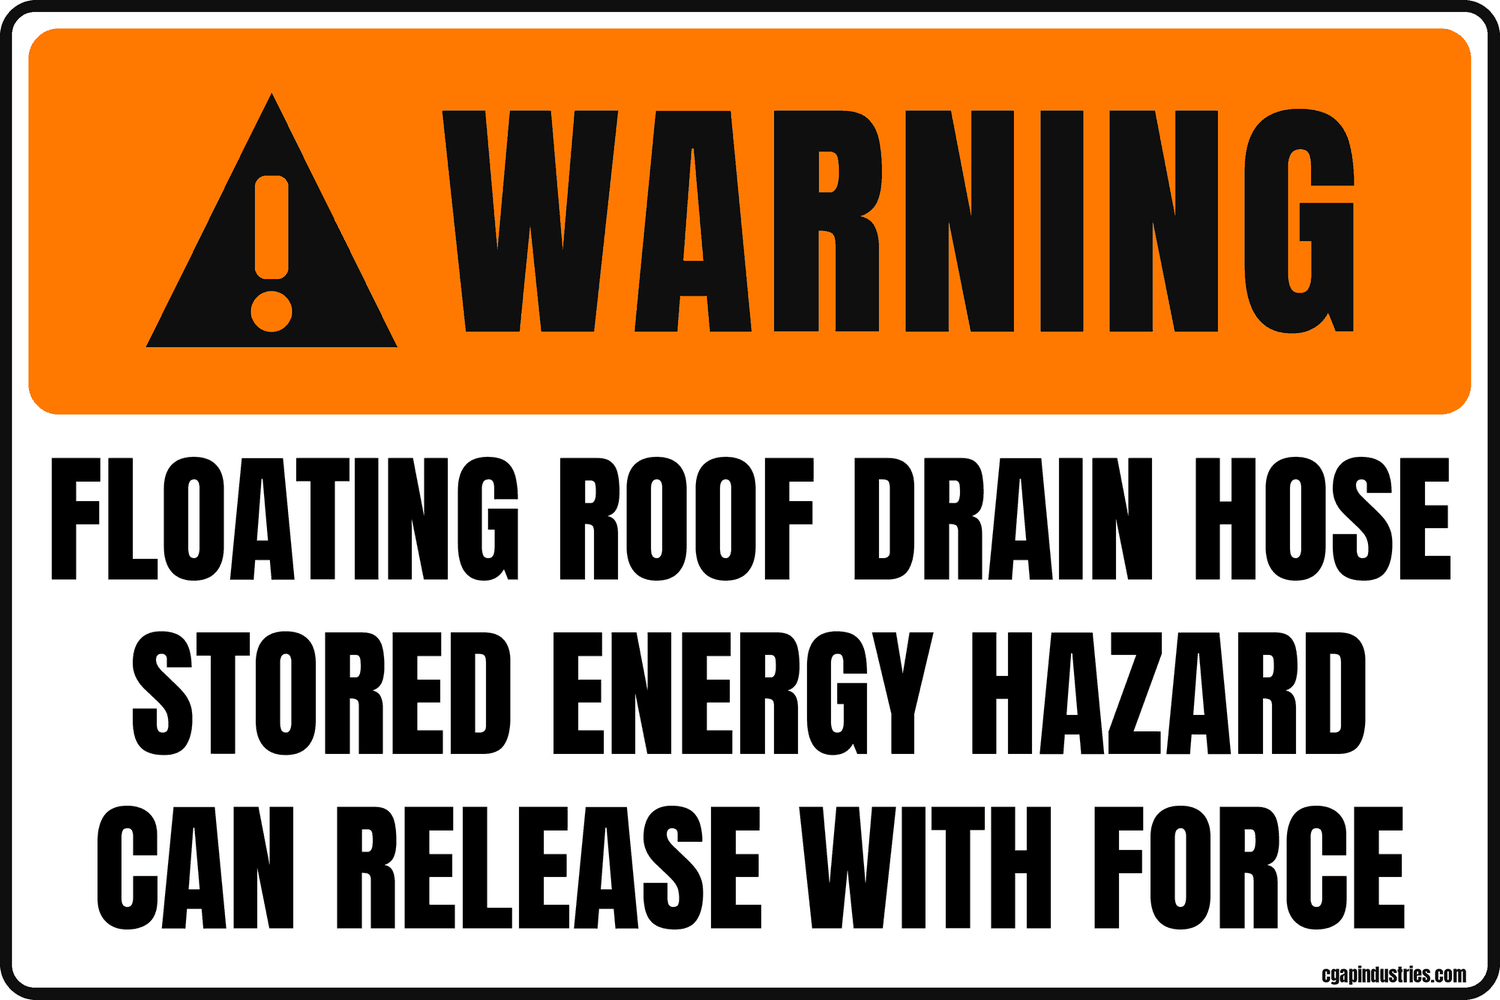 WARNING
FLOATING ROOF DRAIN HOSE
STORED ENERGY HAZARD
CAN RELEASE WITH FORCE
cgapindustries.com